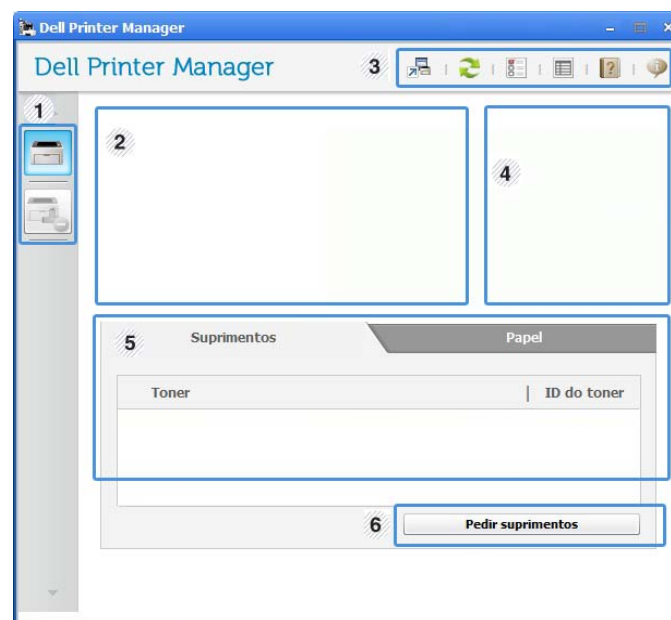 Dell Printer Manager
Dell Printer Manager
3
1
2
4
5
Suprimentos
Papel
Toner | ID do toner
6
Pedir suprimentos